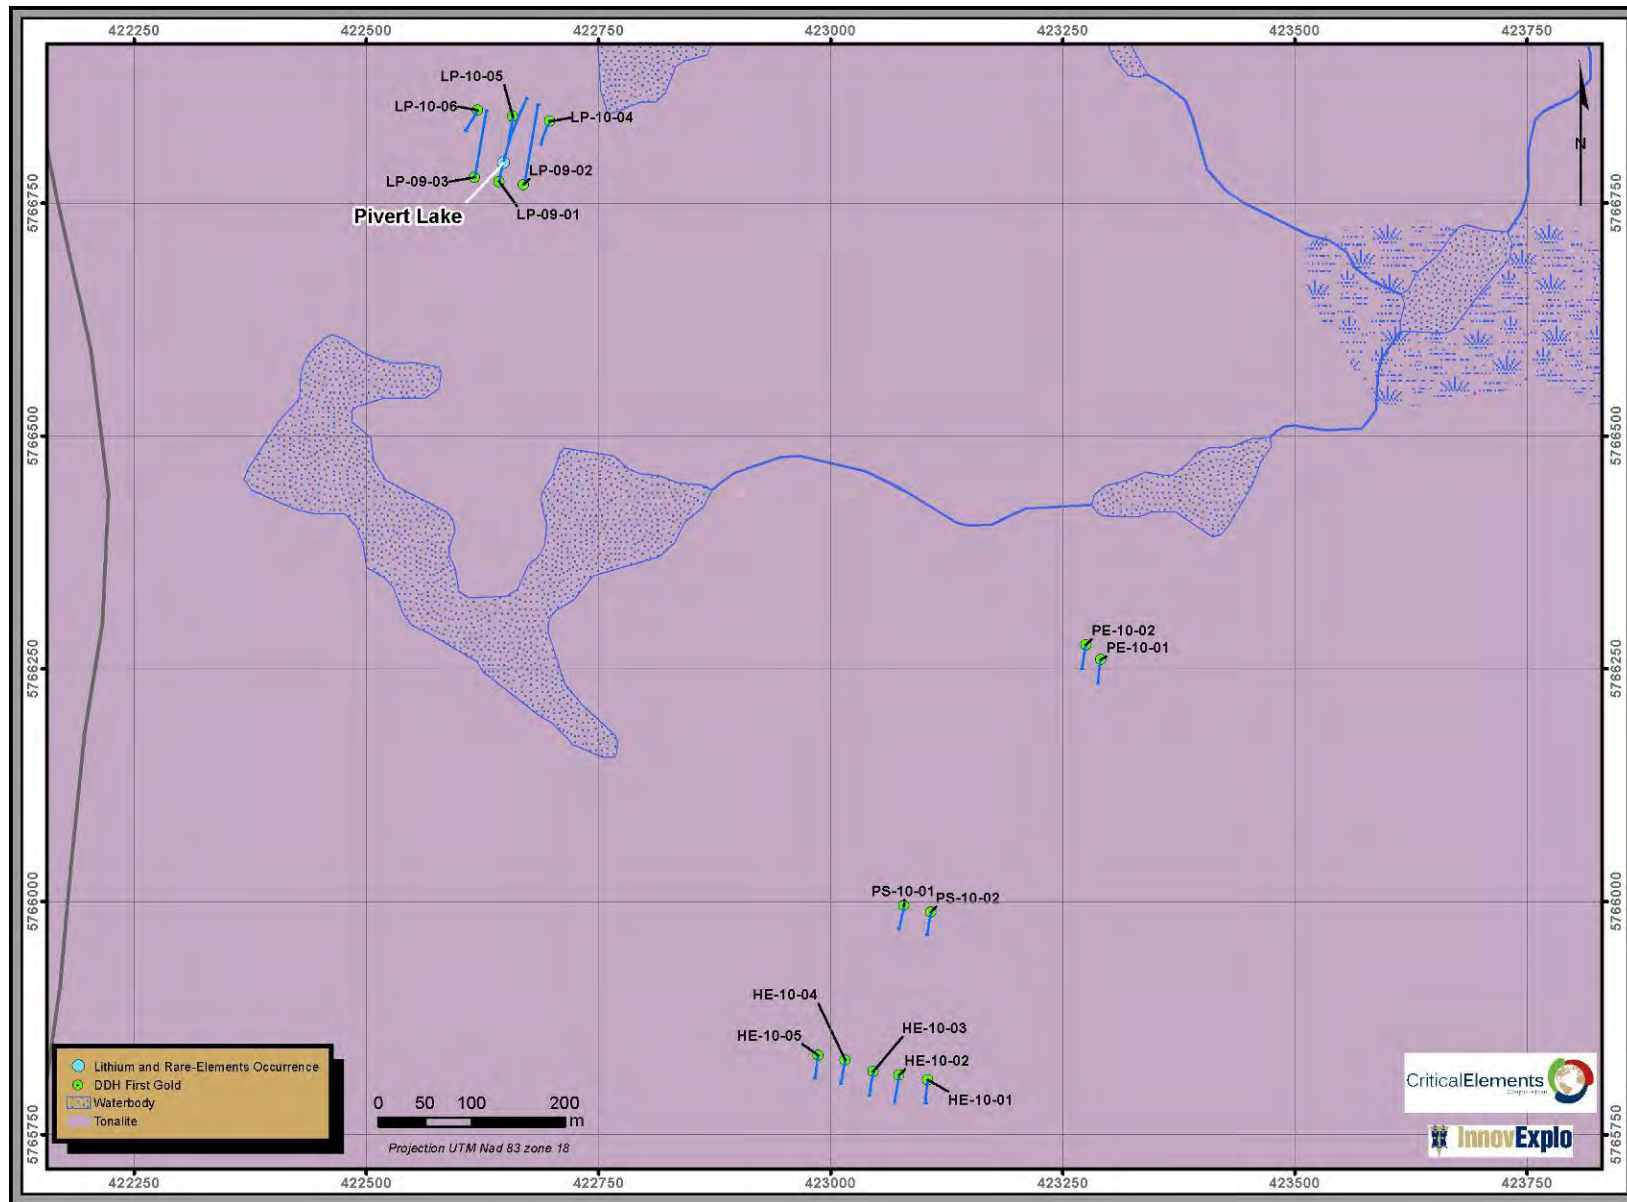 422250 422500 422750 423000 423250 423500 423750
LP-10-05
LP-10-06
LP-10-04
LP-09-03
LP-09-02
LP-09-01
Pivert Lake
N
5766750 5766750
5766500 5766500
PE-10-02
PE-10-01
5766250 5766250
PS-10-01
PS-10-02
5766000 5766000
HE-10-04
HE-10-05
HE-10-03
HE-10-02
HE-10-01
Lithium and Rare-Elements Occurrence
DDH First Gold
Waterbody
Tonalite
0 50 100 200
m
Projection UTM Nad 83 zone 18
CriticalElements
Corporation
InnovExplo
5765750 5765750
422250 422500 422750 423000 423250 423500 423750